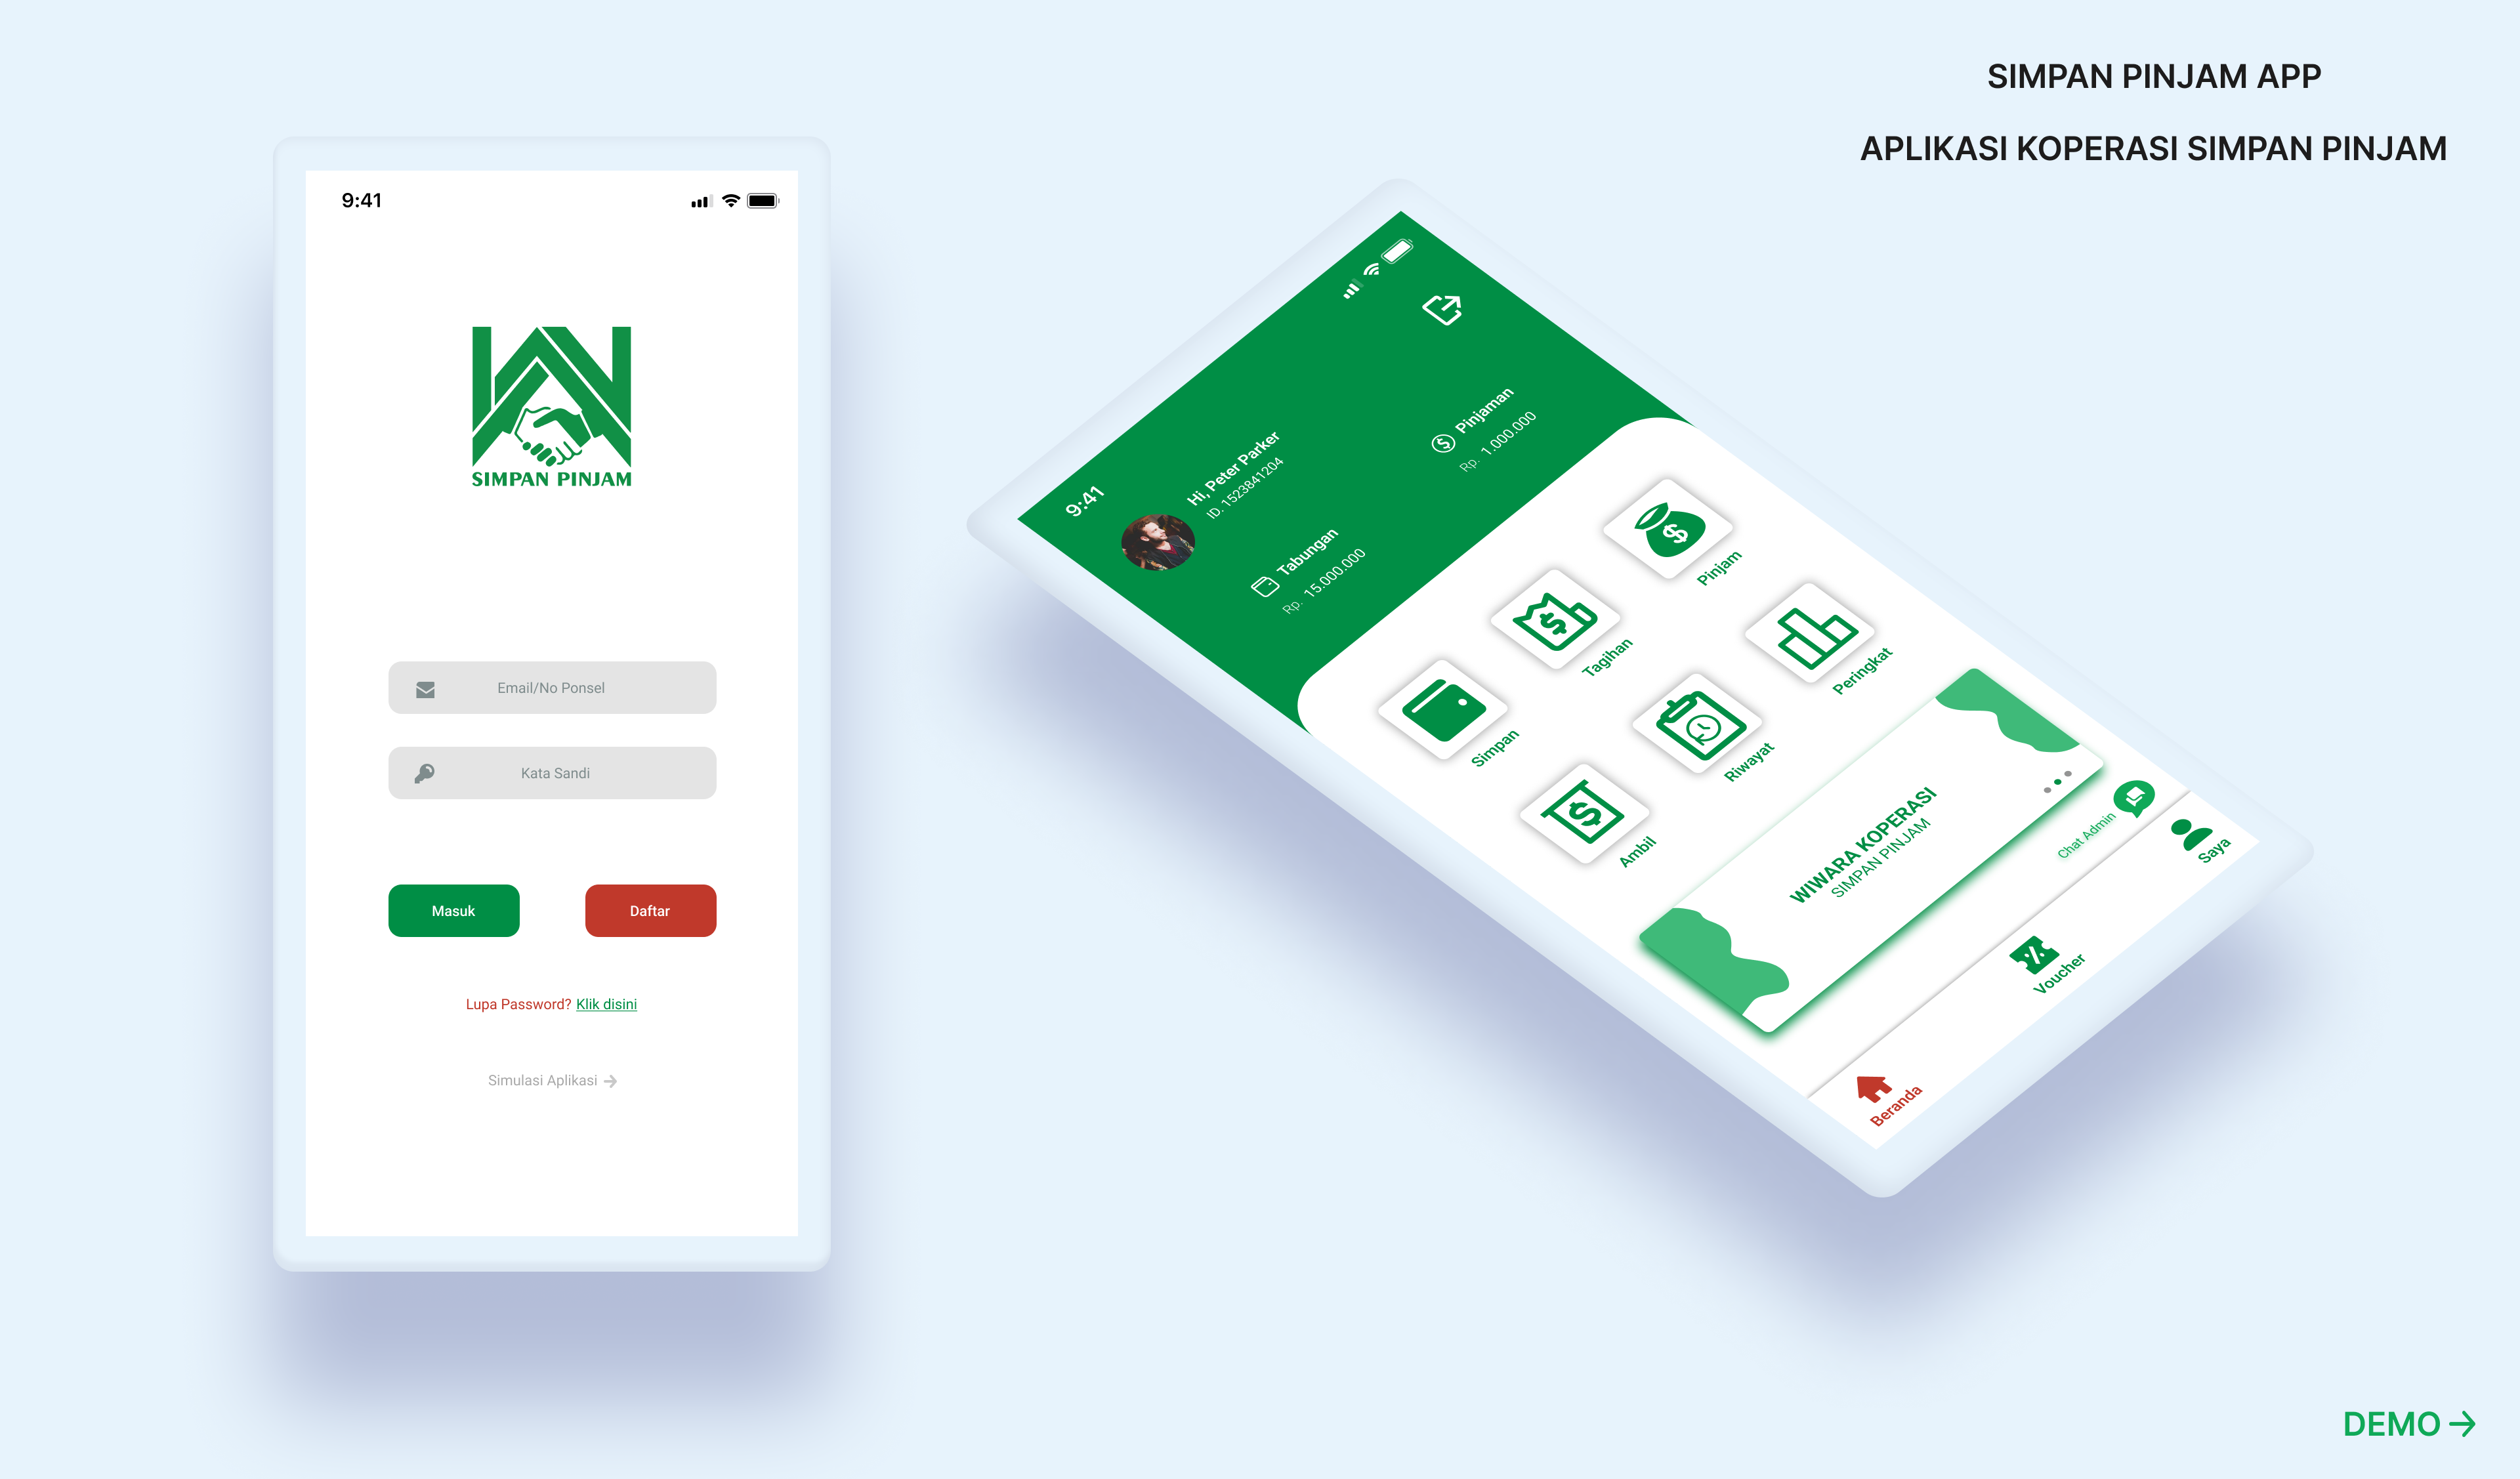 SIMPAN PINJAM APP
APLIKASI KOPERASI SIMPAN PINJAM
9:41
SIMPAN PINJAM
Email/No Ponsel
Kata Sandi
Masuk
Daftar
Lupa Password? Klik disini
Simulasi Aplikasi
9:41
Hi, Peter Parker
ID. 1523841204
Tabungan
Rp. 15.000.000
Pinjaman
Rp. 1.000.000
Simpan
Tagihan
Pinjam
Ambil
Riwayat
Peringkat
WIWARA KOPERASI
SIMPAN PINJAM
Chat Admin
Beranda
Voucher
Saya
DEMO